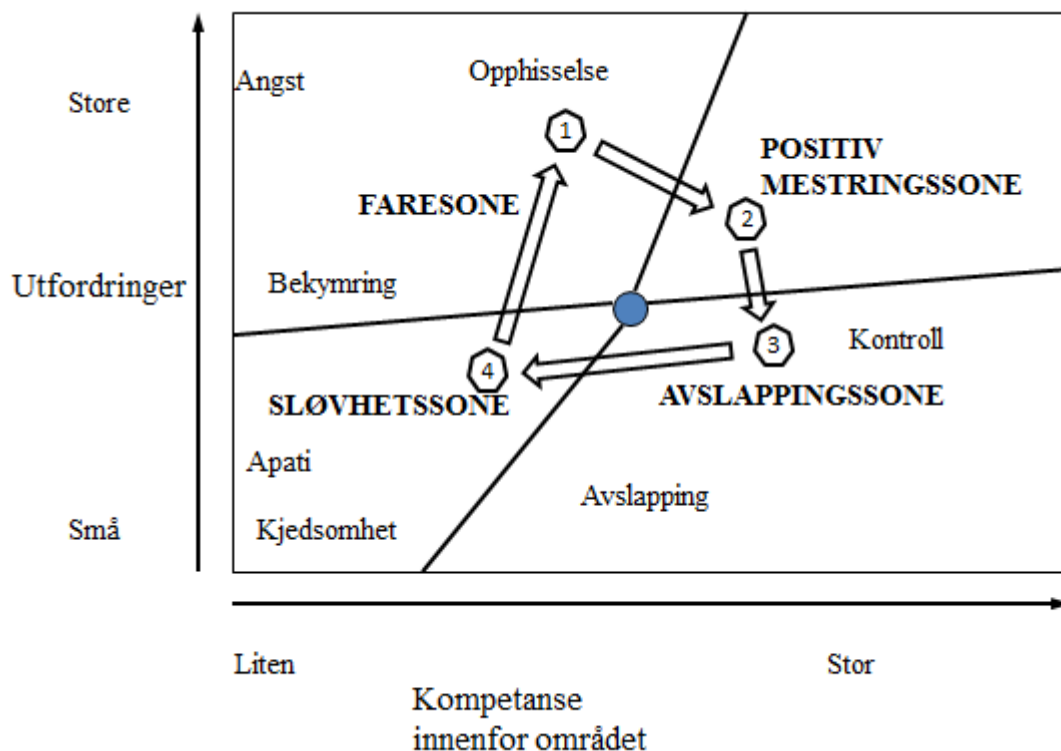 Opphisselse
Angst
Store
1
POSITIV
MESTRINGSSONE
FARESONE
2
Bekymring
Utfordringer
Kontroll
3
4
AVSLAPPINGSSONE
SLØVHETSSONE
Apati
Avslapping
Små
Kjedsomhet
Liten
Stor
Kompetanse
innenfor området